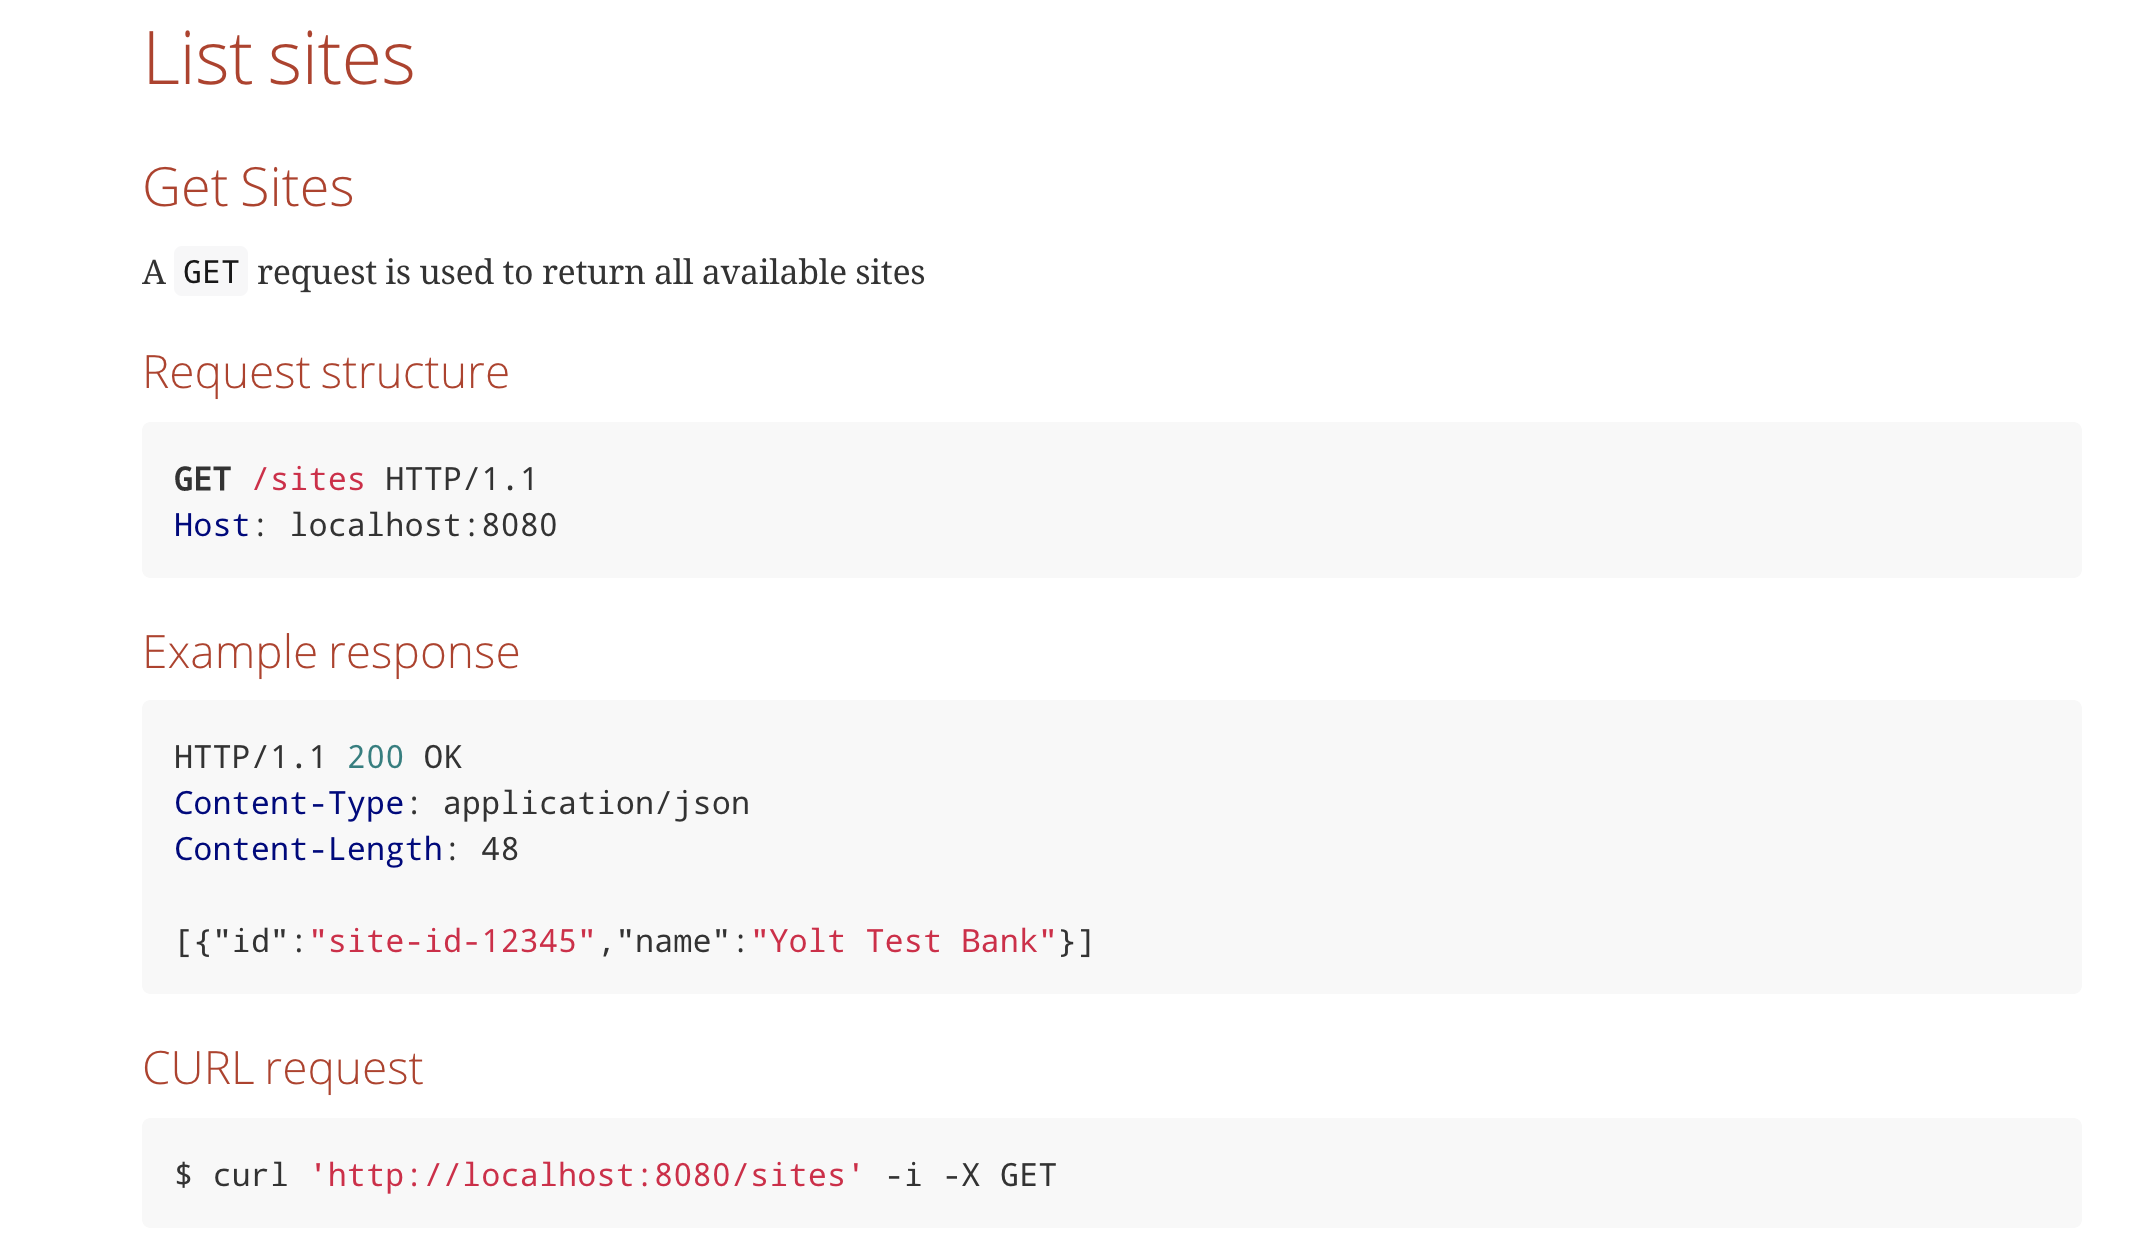 List sites
Get Sites
A GET request is used to return all available sites
Request structure
GET /sites HTTP/1.1
Host: localhost:8080
Example response
HTTP/1.1 200 OK
Content-Type: application/json
Content-Length: 48
[{"id":"site-id-12345","name":"Yolt Test Bank"}]
CURL request
$ curl 'http://localhost:8080/sites' -i -X GET